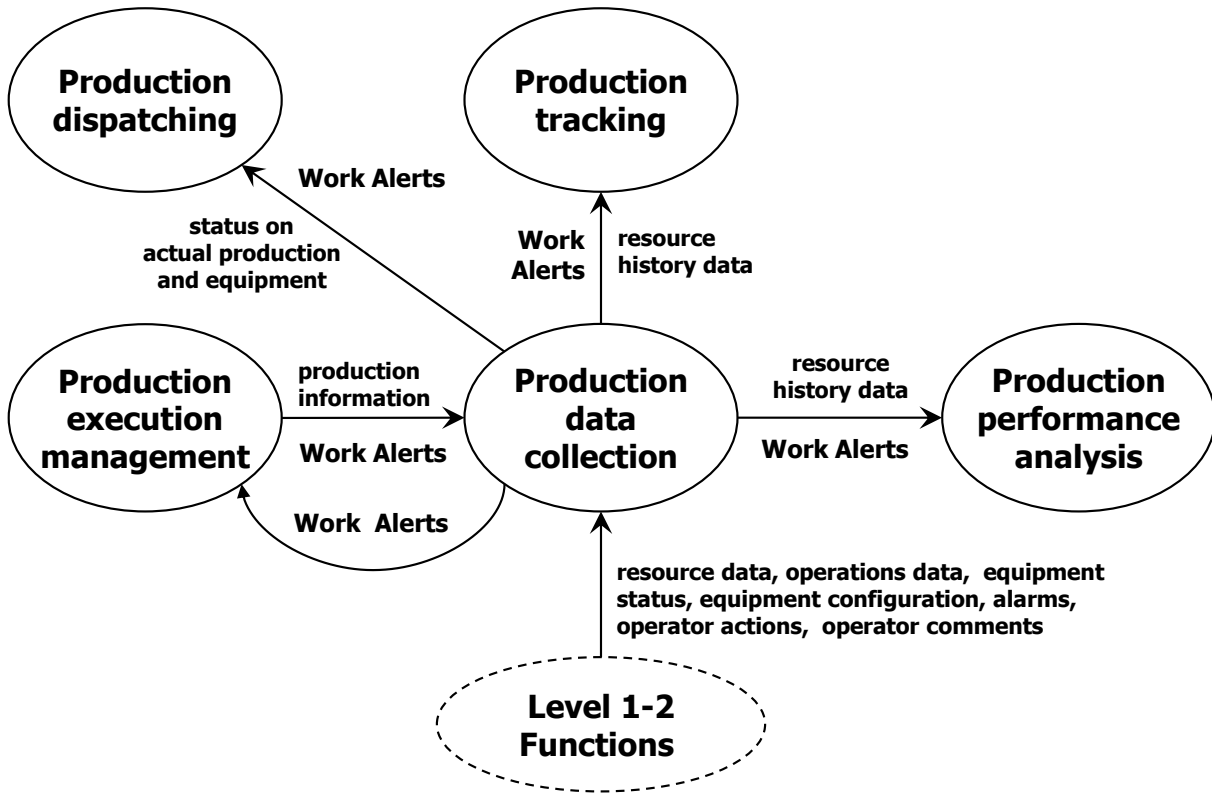 Production
dispatching
Production
tracking
Work Alerts
status on
actual production
and equipment
Work
Alerts
resource
history data
Production
execution
management
production
information
Work Alerts
Production
data
collection
resource
history data
Work Alerts
Production
performance
analysis
Work Alerts
resource data, operations data, equipment
status, equipment configuration, alarms,
operator actions, operator comments
Level 1-2
Functions